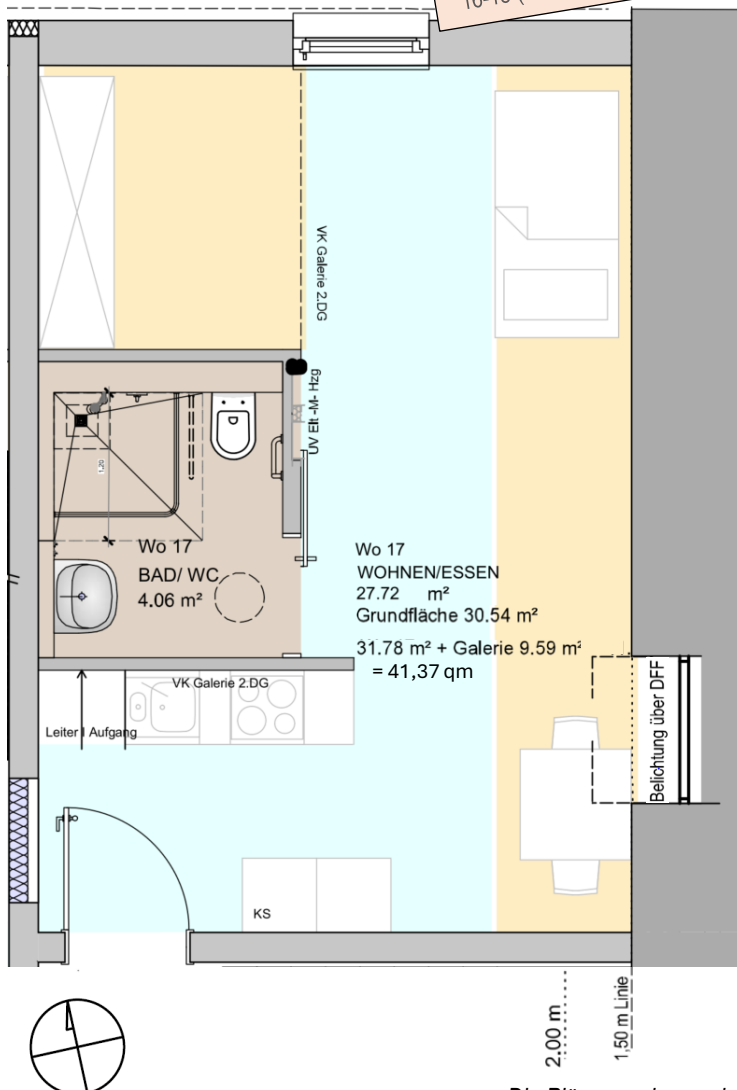 VK Galerie 2.DG
UV Elt -M- Hzg
1,20
Wo 17
BAD/ WC
4.06 m²
Wo 17
WOHNEN/ESSEN
27.72 m²
Grundfläche 30.54 m²
31.78 m² + Galerie 9.59 m²
= 41,37 qm
VK Galerie 2.DG
Leiter Aufgang
Belichtung über DFF
KS
2.00 m
1,50 m Linie